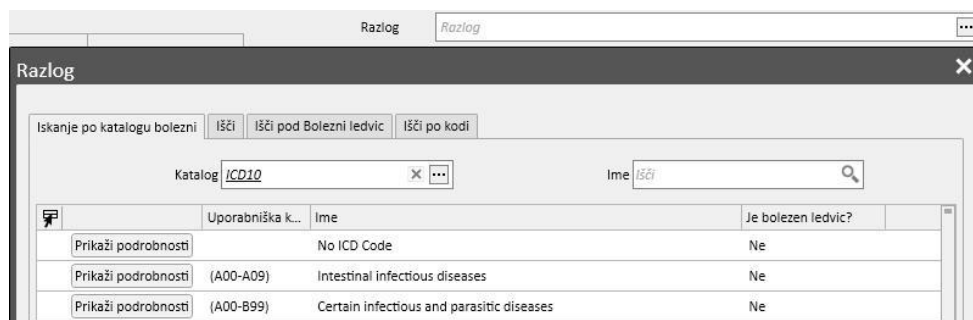 Razlog Razlog ...
Razlog
Iskanje po katalogu bolezni Išči Išči pod Bolezni ledvic Išči po kodi
Katalog ICD10 ... Ime Išči
Uporabniška k... Ime Je bolezen ledvic?
Prikaži podrobnosti No ICD Code Ne
Prikaži podrobnosti (A00-A09) Intestinal infectious diseases Ne
Prikaži podrobnosti (A00-B99) Certain infectious and parasitic diseases Ne